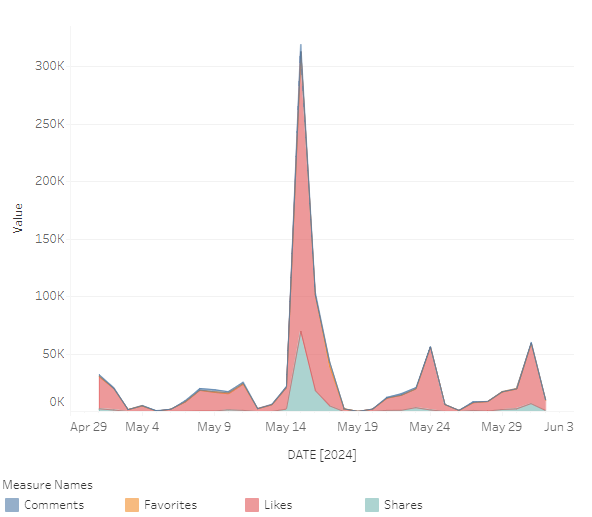 300K
250K
200K
150K
100K
50K
0K
Value
Apr 29 May 4 May 9 May 14 May 19 May 24 May 29 Jun 3
DATE [2024]
Measure Names
Comments Favorites Likes Shares